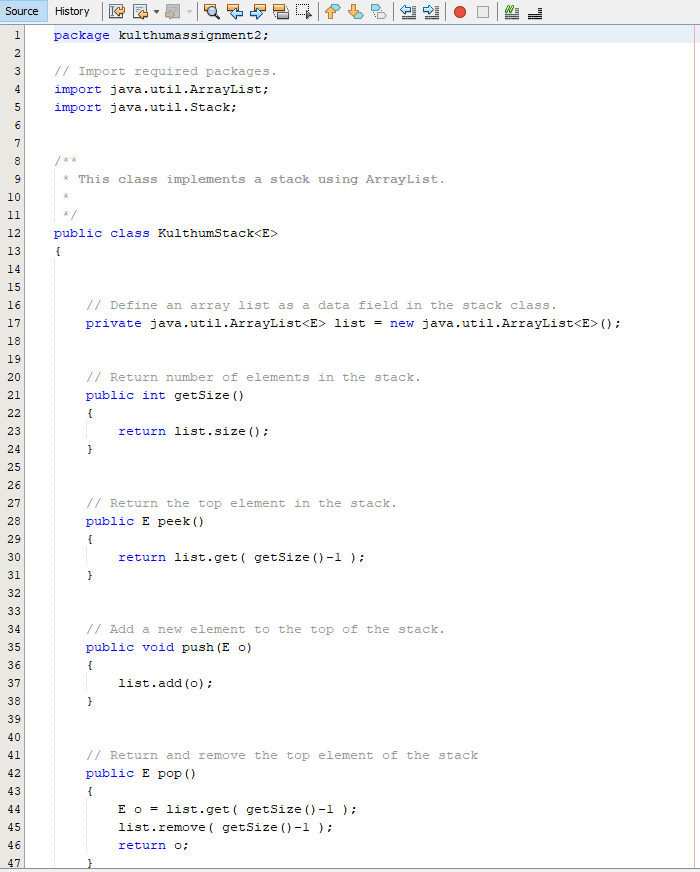 Source History
1 package kulthumassignment2;
2
3 // Import required packages.
4 import java.util.ArrayList;
5 import java.util.Stack;
6
7
8 /**
9 * This class implements a stack using ArrayList.
10 *
11 */
12 public class KulthumStack<E>
13 {
14
15
16 // Define an array list as a data field in the stack class.
17 private java.util.ArrayList<E> list = new java.util.ArrayList<E>();
18
19
20 // Return number of elements in the stack.
21 public int getSize()
22 {
23 return list.size();
24 }
25
26
27 // Return the top element in the stack.
28 public E peek()
29 {
30 return list.get( getSize()-1 );
31 }
32
33
34 // Add a new element to the top of the stack.
35 public void push(E o)
36 {
37 list.add(o);
38 }
39
40
41 // Return and remove the top element of the stack
42 public E pop()
43 {
44 E o = list.get( getSize()-1 );
45 list.remove( getSize()-1 );
46 return o;
47 }